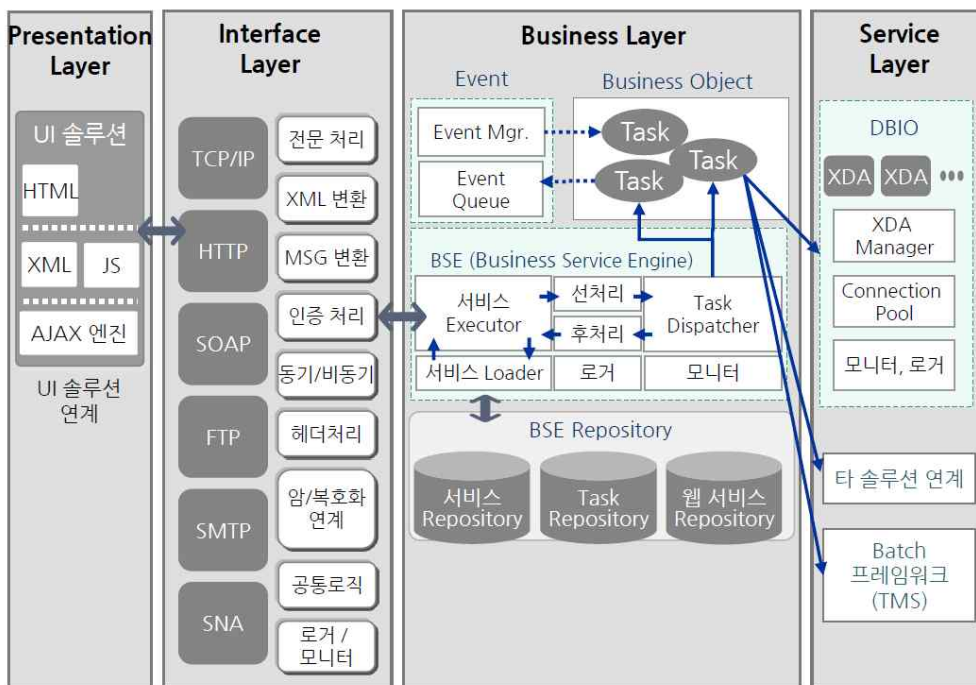 Presentation
Layer
UI 솔루션
HTML
XML
JS
AJAX 엔진
UI 솔루션
연계
Interface
Layer
TCP/IP
HTTP
SOAP
FTP
SMTP
SNA
전문 처리
XML 변환
MSG 변환
인증 처리
동기/비동기
헤더처리
암/복호화
연계
공통로직
로거 /
모니터
Business Layer
Event
Event Mgr.
Event
Queue
Business Object
Task
Task
Task
BSE (Business Service Engine)
서비스
Executor
선처리
후처리
Task
Dispatcher
서비스 Loader
로거
모니터
BSE Repository
서비스
Repository
Task
Repository
웹 서비스
Repository
Service
Layer
DBIO
XDA
XDA
XDA
Manager
Connection
Pool
모니터, 로거
타 솔루션 연계
Batch
프레임워크
(TMS)